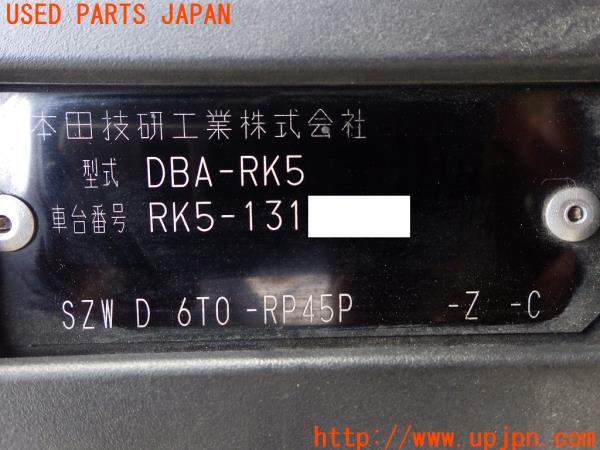 USED PARTS JAPAN
本田技研工業株式会社
型式 DBA-RK5
車台番号 RK5-131
SZW D 6T0 -RP45P -Z -C
http://www.upjpn.com